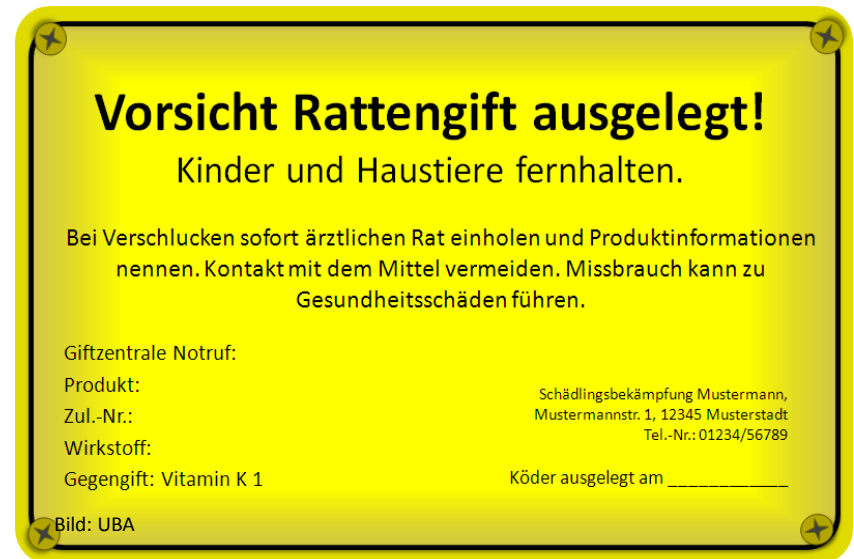 Vorsicht Rattengift ausgelegt!
Kinder und Haustiere fernhalten.
Bei Verschlucken sofort ärztlichen Rat einholen und Produktinformationen
nennen. Kontakt mit dem Mittel vermeiden. Missbrauch kann zu
Gesundheitsschäden führen.
Giftzentrale Notruf:
Produkt:
Zul.-Nr.:
Wirkstoff:
Gegengift: Vitamin K 1
Schädlingsbekämpfung Mustermann,
Mustermannstr. 1, 12345 Musterstadt
Tel.-Nr.: 01234/56789
Köder ausgelegt am ____________
Bild: UBA